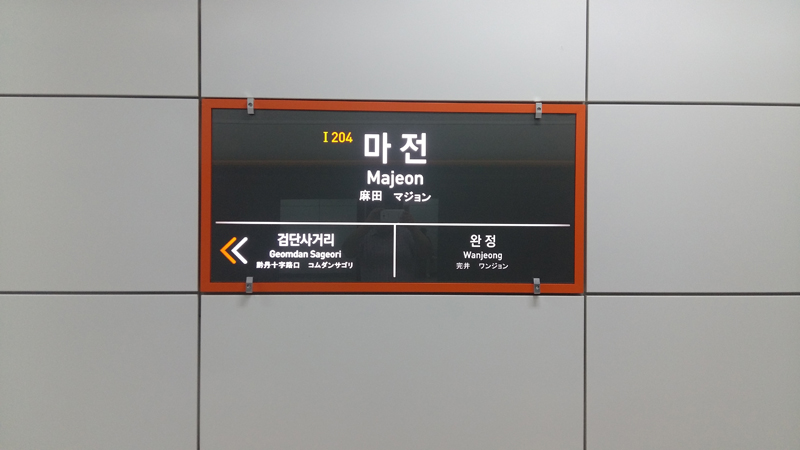 I 204 마전
Majeon
麻田 マジョン
검단사거리
Geomdan Sageori
黔丹十字路口 コムダンサゴリ
완정
Wanjeong
完井 ワンジョン